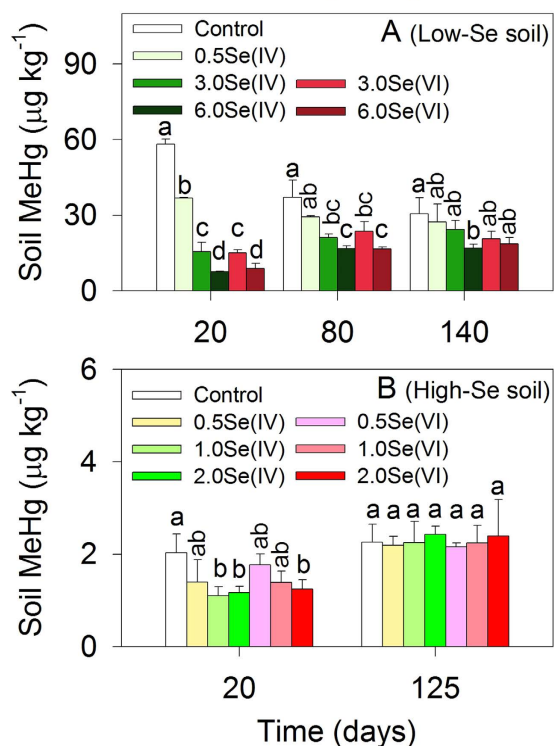 A (Low-Se soil)
Control
0.5Se(IV)
3.0Se(IV) 3.0Se(VI)
6.0Se(IV) 6.0Se(VI)
Soil MeHg (μg kg⁻¹)
90
60
30
0
a b c d c d
a ab bc c bc c
a ab ab b ab ab
20 80 140
B (High-Se soil)
Control
0.5Se(IV) 0.5Se(VI)
1.0Se(IV) 1.0Se(VI)
2.0Se(IV) 2.0Se(VI)
Soil MeHg (μg kg⁻¹)
6
4
2
0
a ab b b ab ab b
a a a a a a a
20 125
Time (days)